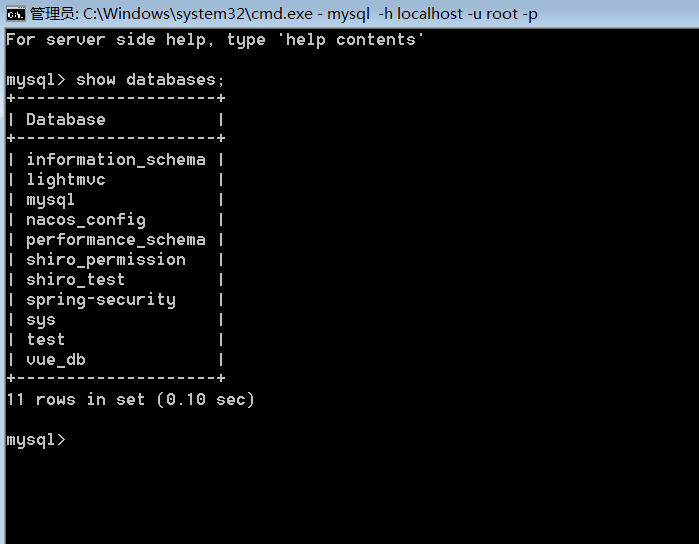 管理员: C:\Windows\system32\cmd.exe - mysql  -h localhost -u root -p
For server side help, type 'help contents'
mysql> show databases;
+--------------------+
| Database           |
+--------------------+
| information_schema |
| lightmvc           |
| mysql              |
| nacos_config       |
| performance_schema |
| shiro_permission   |
| shiro_test         |
| spring-security    |
| sys                |
| test               |
| vue_db             |
+--------------------+
11 rows in set (0.10 sec)
mysql>